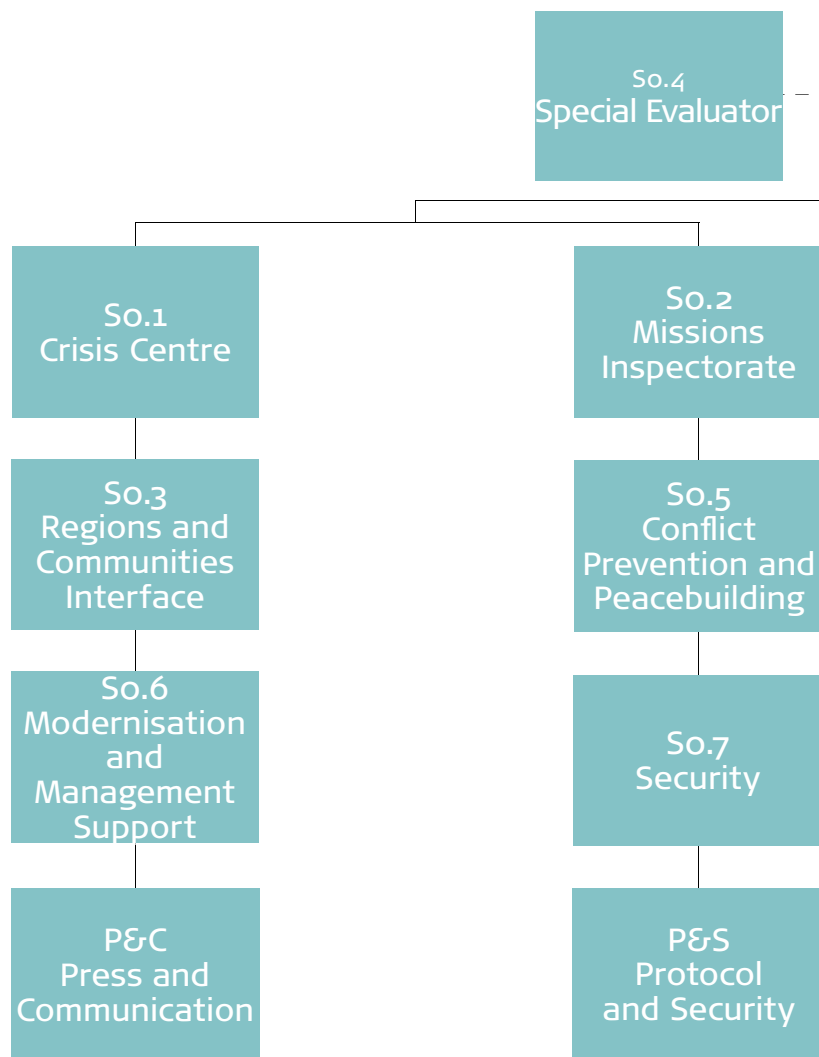 So.4
Special Evaluator
So.1
Crisis Centre
So.2
Missions
Inspectorate
So.3
Regions and
Communities
Interface
So.5
Conflict
Prevention and
Peacebuilding
So.6
Modernisation
and
Management
Support
So.7
Security
P&C
Press and
Communication
P&S
Protocol
and Security